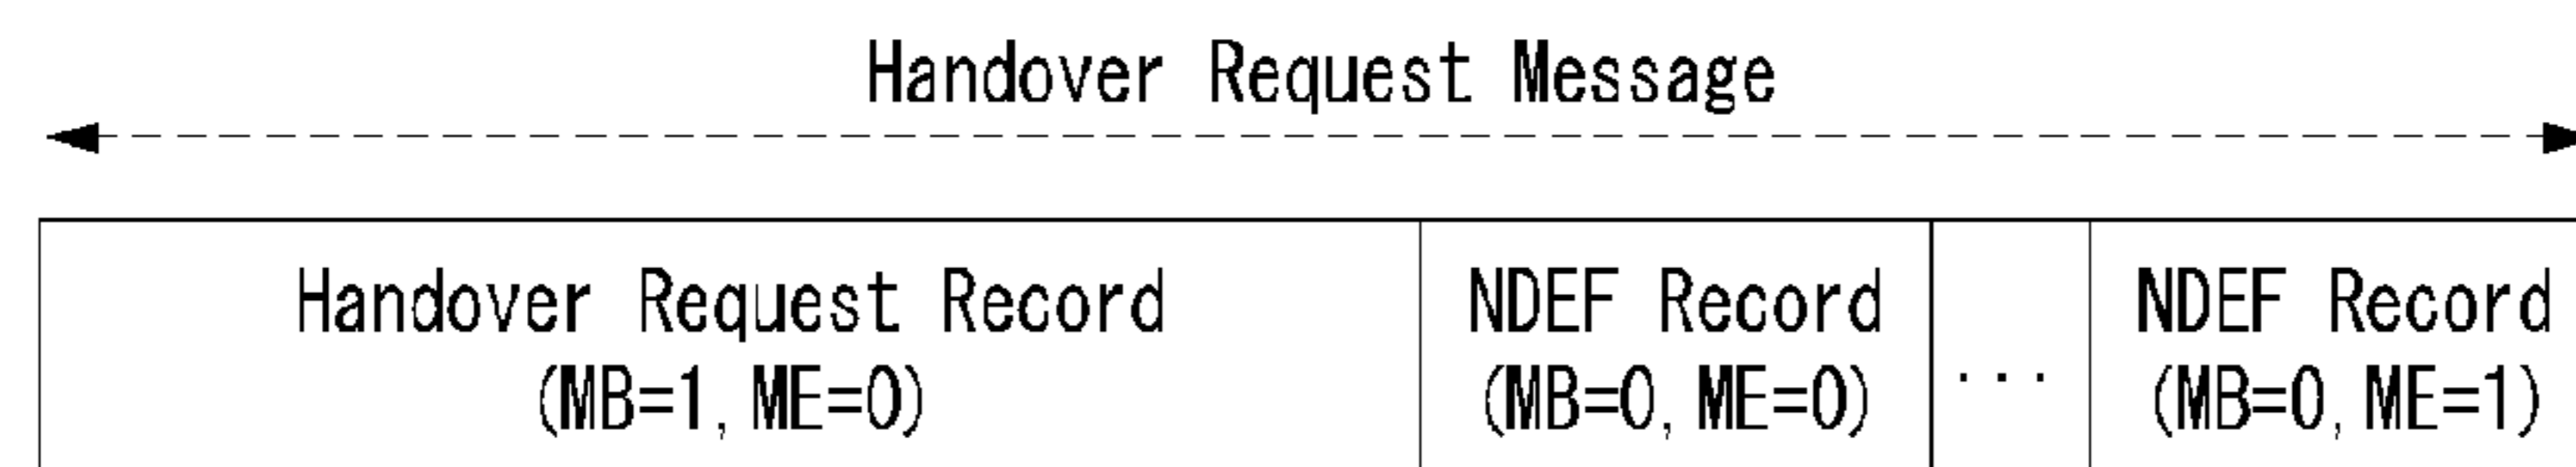 Handover Request Message
Handover Request Record
(MB=1, ME=0)
NDEF Record
(MB=0, ME=0)
...
NDEF Record
(MB=0, ME=1)